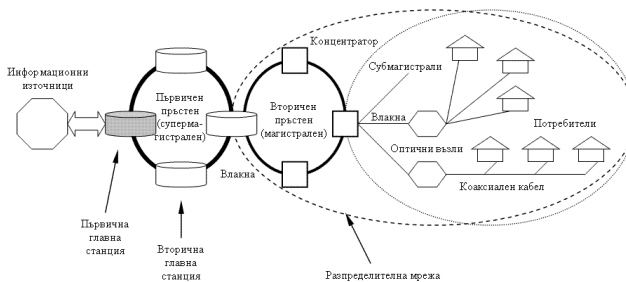 Информационни
източници
Първичен
пръстен
(суперма-
гистрален)
Вторичен
пръстен
(магистрален)
Концентратор
Субмагистрали
Влакна
Потребители
Оптични възли
Коаксиален кабел
Влакна
Първична
главна
станция
Вторична
главна
станция
Разпределителна мрежа